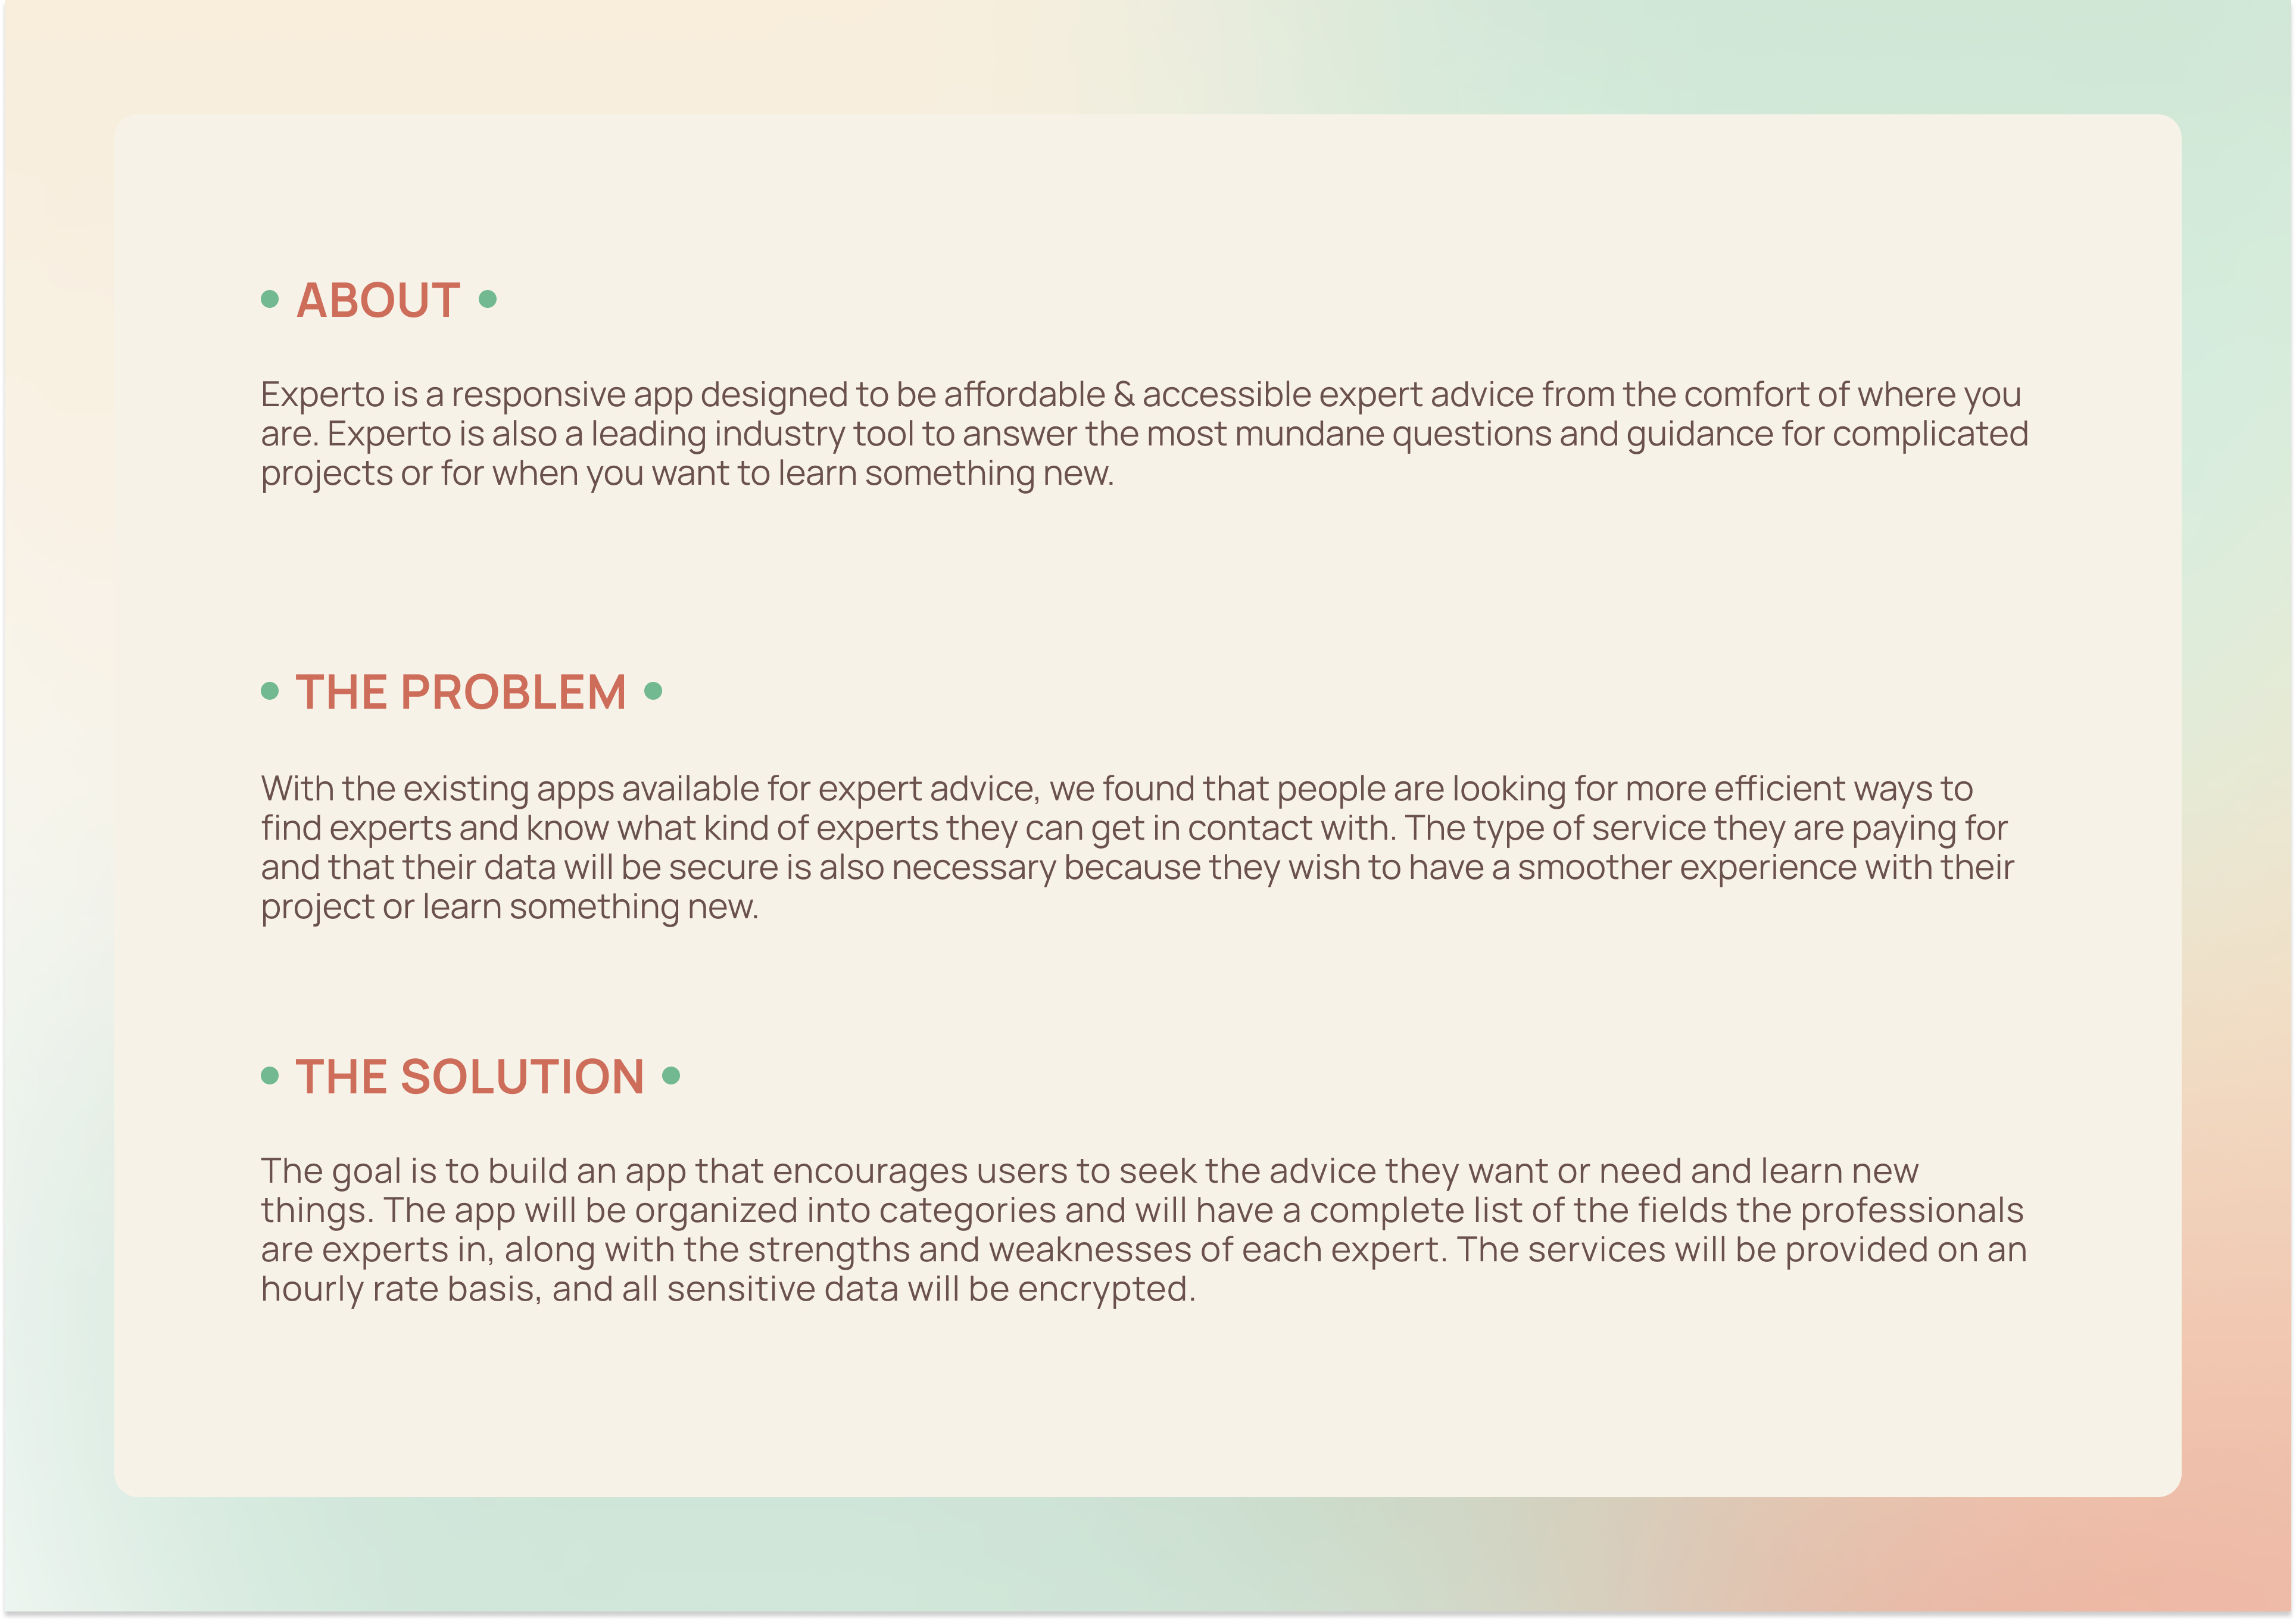 • ABOUT •
Experto is a responsive app designed to be affordable & accessible expert advice from the comfort of where you
are. Experto is also a leading industry tool to answer the most mundane questions and guidance for complicated
projects or for when you want to learn something new.
• THE PROBLEM •
With the existing apps available for expert advice, we found that people are looking for more efficient ways to
find experts and know what kind of experts they can get in contact with. The type of service they are paying for
and that their data will be secure is also necessary because they wish to have a smoother experience with their
project or learn something new.
• THE SOLUTION •
The goal is to build an app that encourages users to seek the advice they want or need and learn new
things. The app will be organized into categories and will have a complete list of the fields the professionals
are experts in, along with the strengths and weaknesses of each expert. The services will be provided on an
hourly rate basis, and all sensitive data will be encrypted.